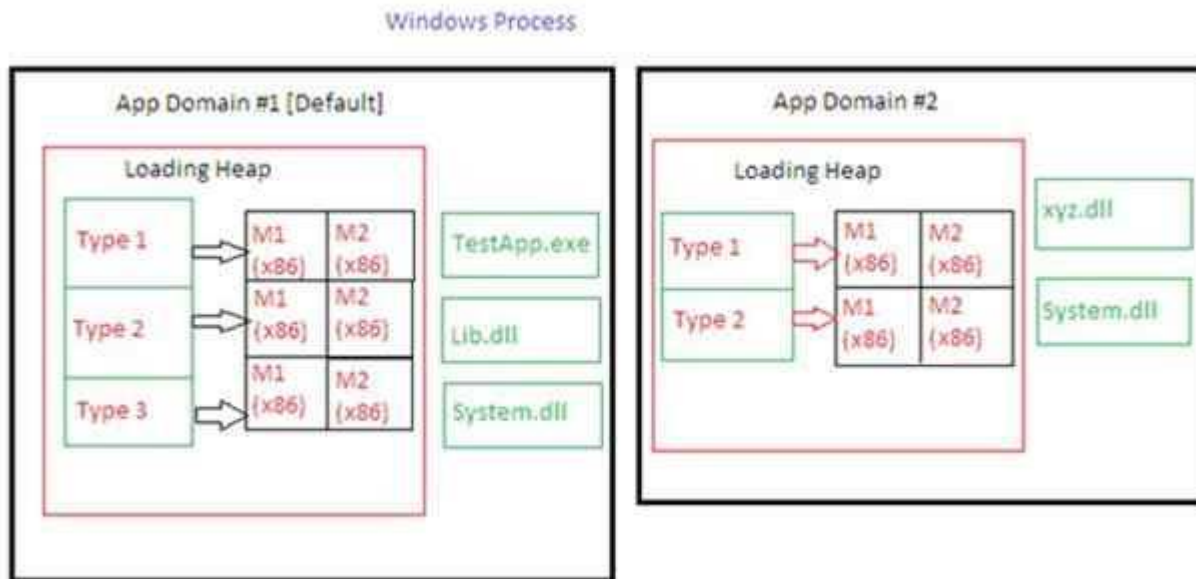 Windows Process
App Domain #1 [Default]
Loading Heap
Type 1
M1
(x86)
M2
(x86)
Type 2
M1
(x86)
M2
(x86)
Type 3
M1
(x86)
M2
(x86)
TestApp.exe
Lib.dll
System.dll
App Domain #2
Loading Heap
Type 1
M1
(x86)
M2
(x86)
Type 2
M1
(x86)
M2
(x86)
xyz.dll
System.dll